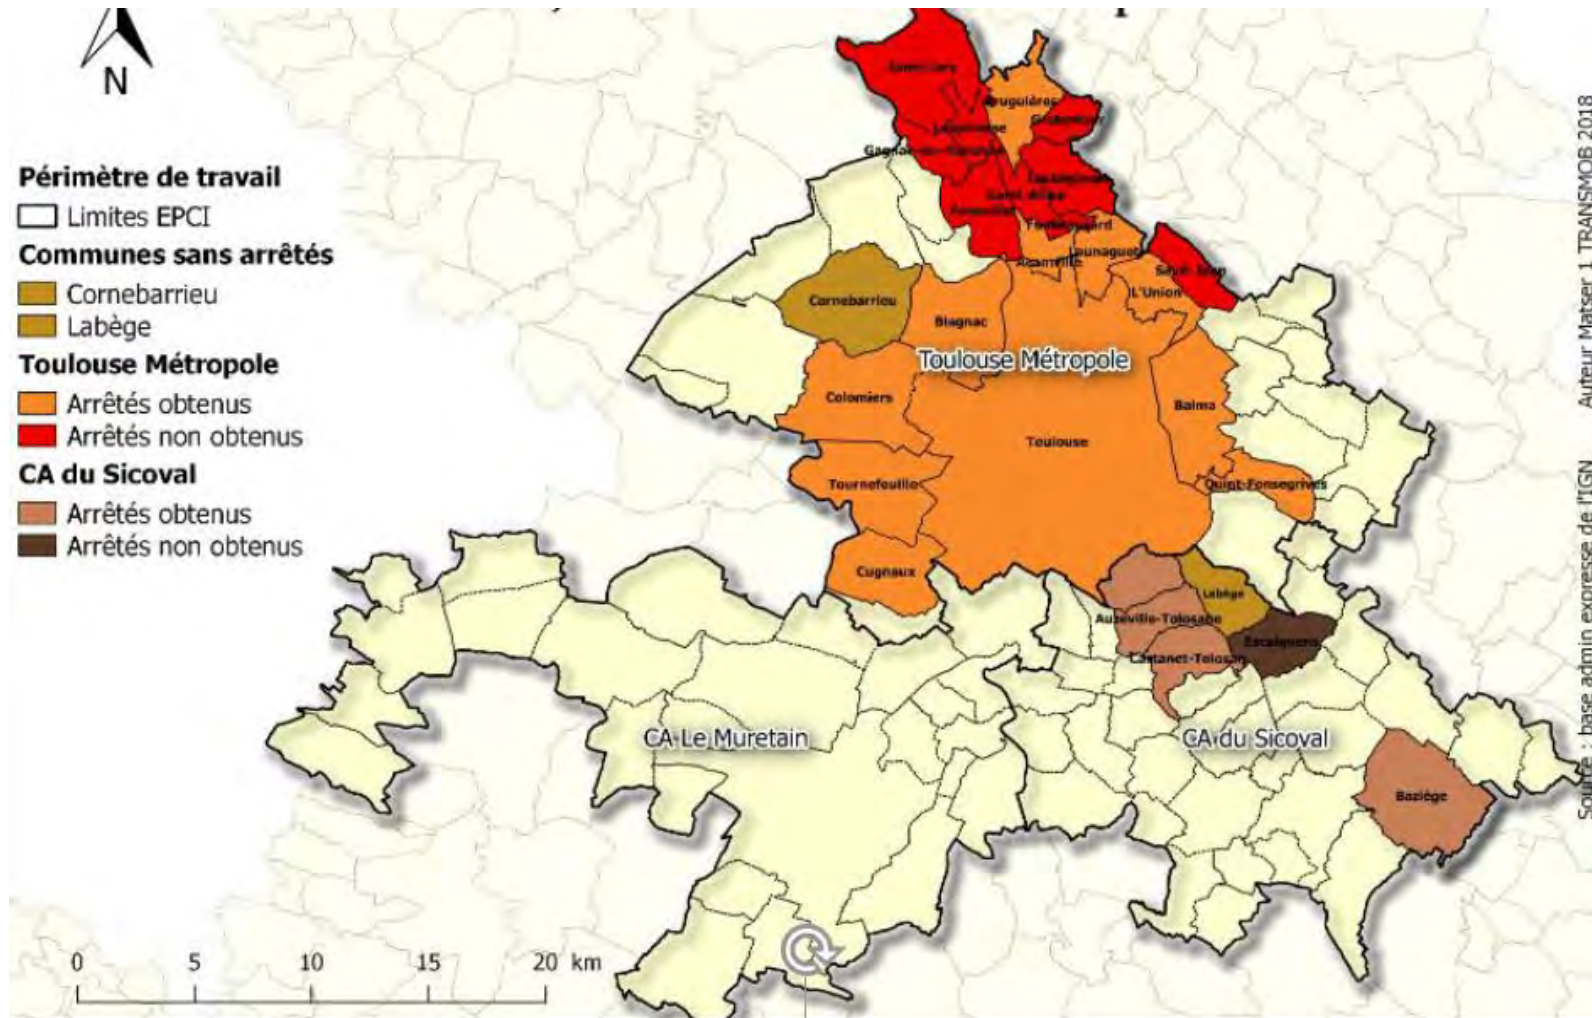 N
Périmètre de travail
Limites EPCI
Communes sans arrêtés
Cornebarrieu
Labège
Toulouse Métropole
Arrêtés obtenus
Arrêtés non obtenus
CA du Sicoval
Arrêtés obtenus
Arrêtés non obtenus
0 5 10 15 20 km
Bruguières
Launaguet
Saint-Jean
L'Union
Cornebarrieu
Blagnac
Toulouse Métropole
Colomiers
Balma
Toulouse
Tournefeuille
Quint-Fonsegrives
Cugnaux
Labège
Auzeville-Tolosane
Escalquens
Castanet-Tolosan
CA Le Muretain
CA du Sicoval
Baziège
Source : base admin expresse de l'IGN Auteur Matser 1 TRANSMOB 2018